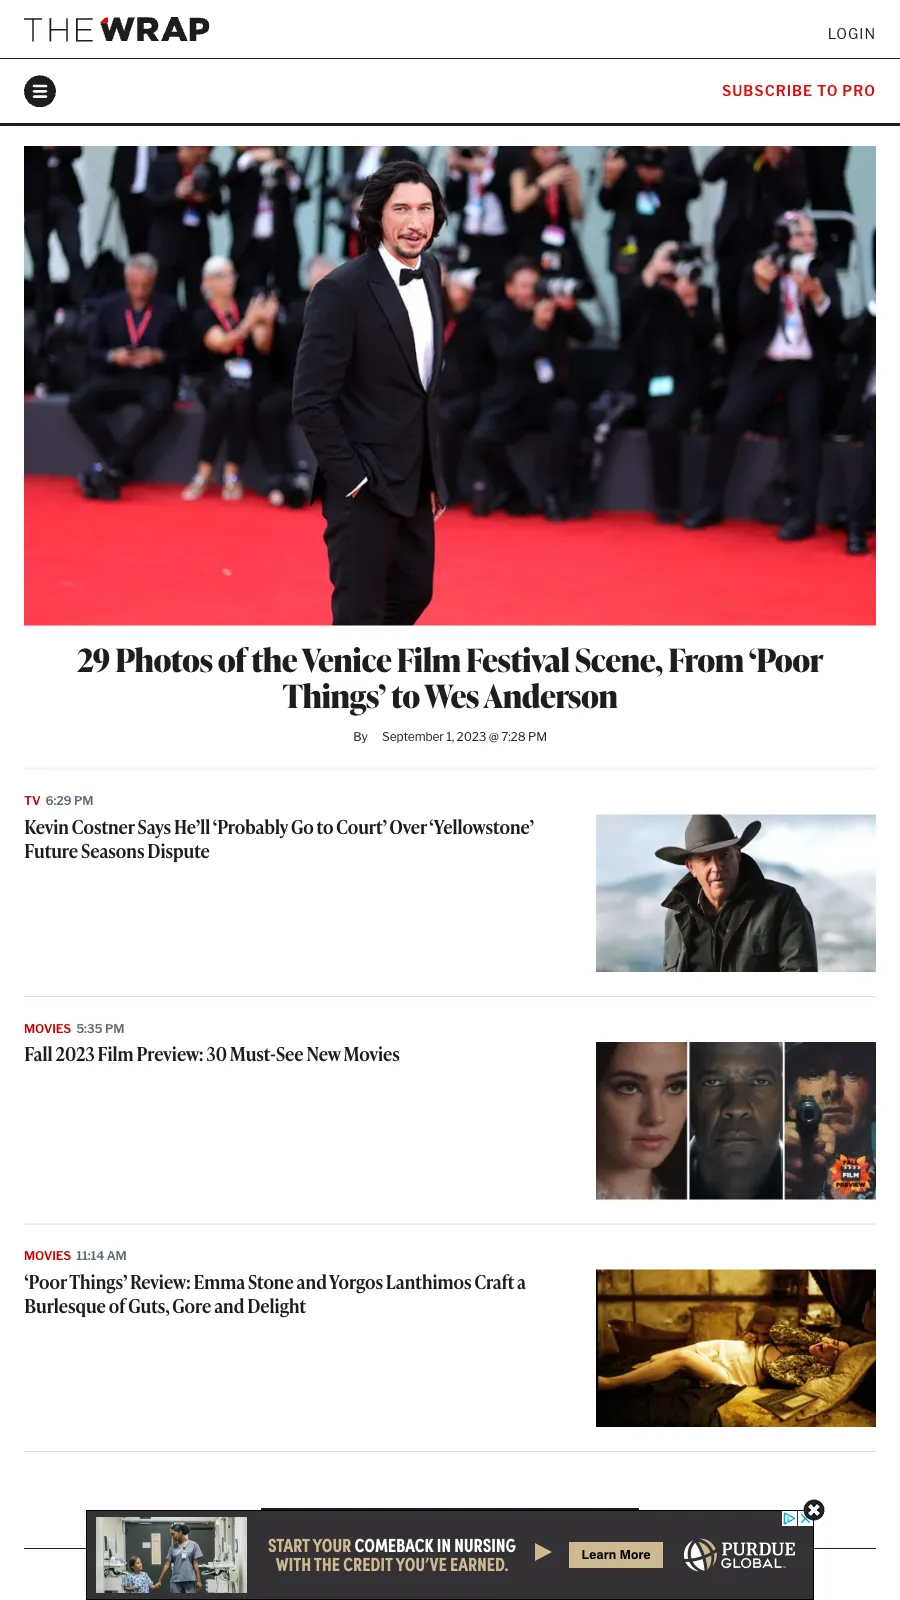 THE WRAP
LOGIN
SUBSCRIBE TO PRO
29 Photos of the Venice Film Festival Scene, From ‘Poor
Things’ to Wes Anderson
By September 1, 2023 @ 7:28 PM
TV 6:29 PM
Kevin Costner Says He’ll ‘Probably Go to Court’ Over ‘Yellowstone’
Future Seasons Dispute
MOVIES 5:35 PM
Fall 2023 Film Preview: 30 Must-See New Movies
FALL
FILM
PREVIEW
MOVIES 11:14 AM
‘Poor Things’ Review: Emma Stone and Yorgos Lanthimos Craft a
Burlesque of Guts, Gore and Delight
START YOUR COMEBACK IN NURSING
WITH THE CREDIT YOU’VE EARNED.
Learn More
PURDUE
GLOBAL